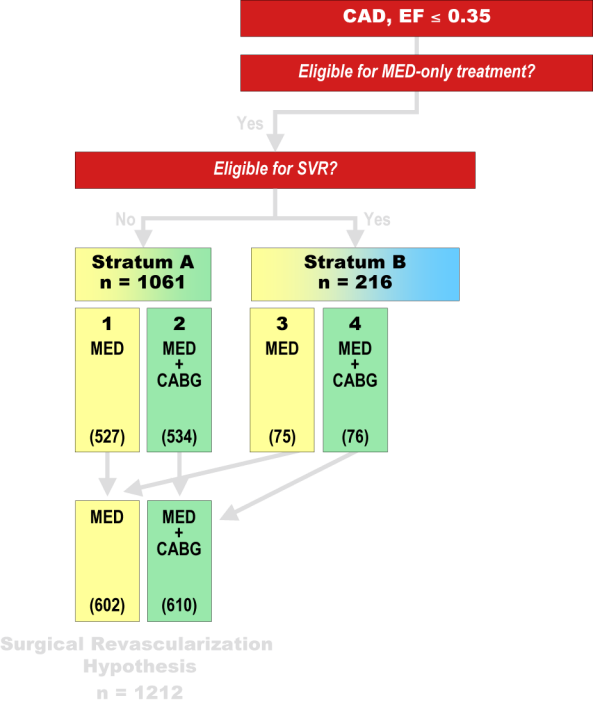 CAD, EF ≤ 0.35
Eligible for MED-only treatment?
Yes
Eligible for SVR?
No
Yes
Stratum A
n = 1061
Stratum B
n = 216
1
MED
(527)
2
MED
+
CABG
(534)
3
MED
(75)
4
MED
+
CABG
(76)
MED
(602)
MED
+
CABG
(610)
Surgical Revascularization
Hypothesis
n = 1212